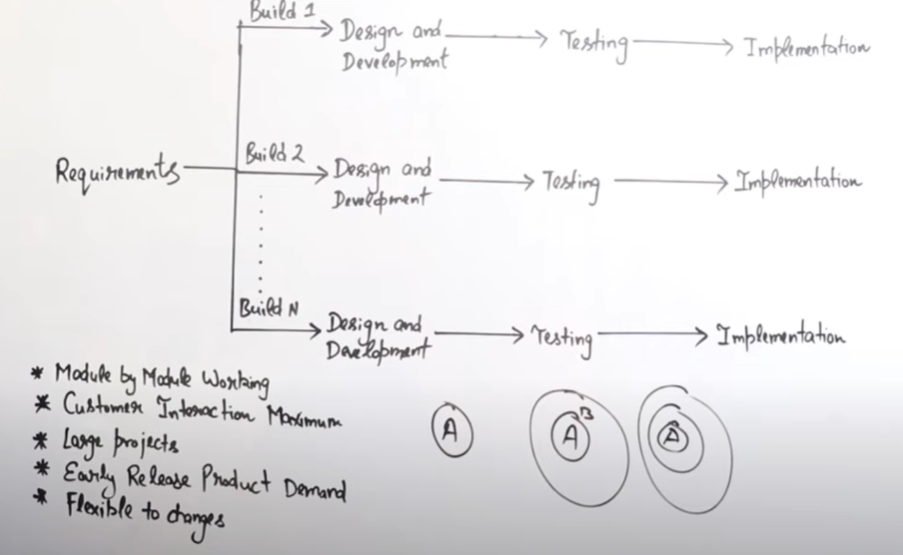 Build 1
Design and
Development
Testing
Implementation
Requirements
Build 2
Design and
Development
Testing
Implementation
Build N
Design and
Development
Testing
Implementation
* Module by Module Working
* Customer Interaction Maximum
* Large projects
* Early Release Product Demand
* Flexible to changes
A
A
B
A